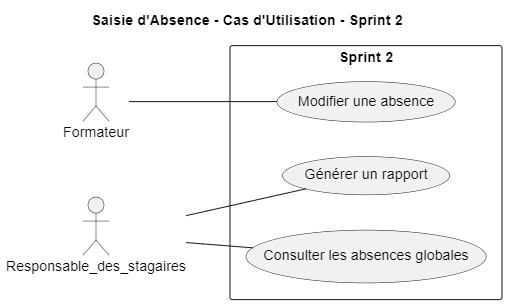 Saisie d'Absence - Cas d'Utilisation - Sprint 2
Sprint 2
Modifier une absence
Formateur
Générer un rapport
Consulter les absences globales
Responsable_des_stagaires